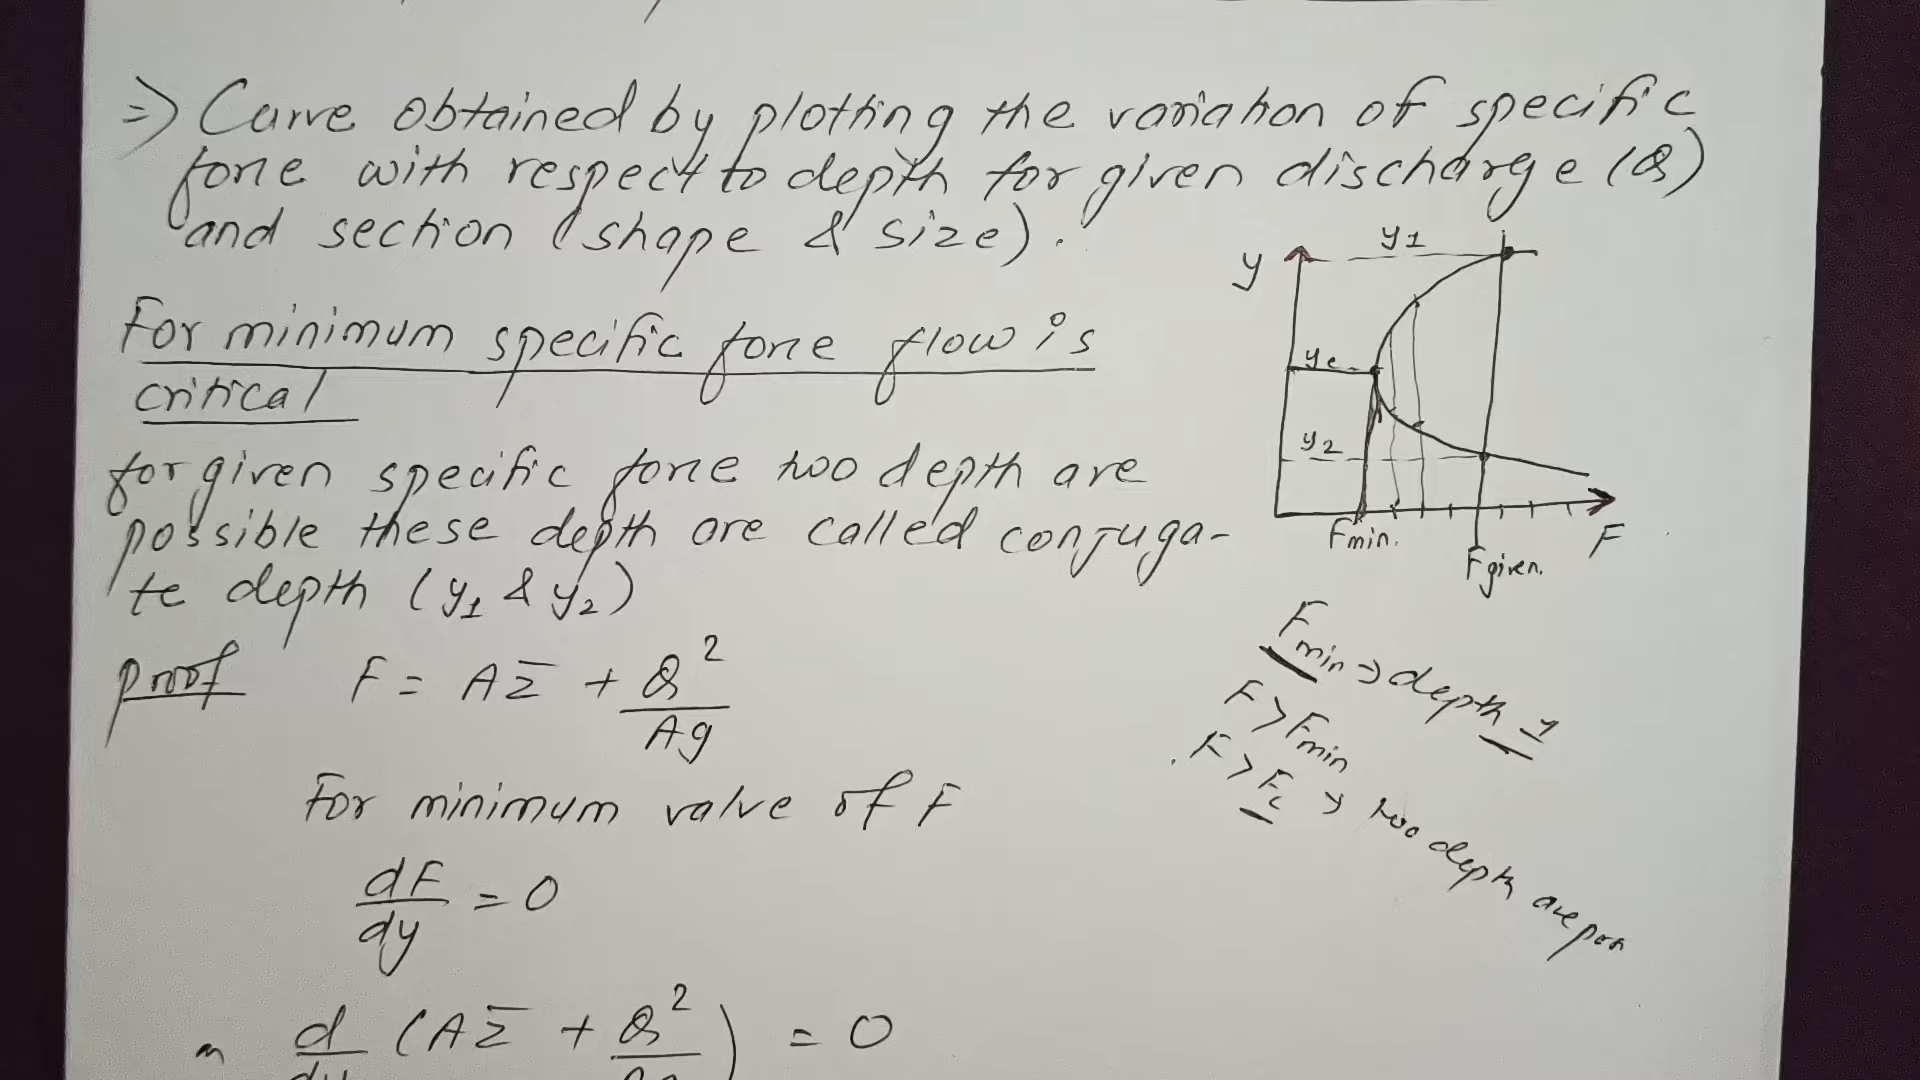 => Curve obtained by plotting the variation of specific
force with respect to depth for given discharge (Q)
and section (shape & size).
For minimum specific force flow is
critical
for given specific force two depth are
possible these depth are called conjuga-
te depth (y1 & y2)
proof F = Az̅ + Q²/Ag
For minimum value of F
dF/dy = 0
d/dy (Az̅ + Q²/Ag) = 0
y
y1
yc
y2
Fmin.
Fgiven.
F
Fmin → depth 1
F > Fmin
F > Fc → two depth are pos